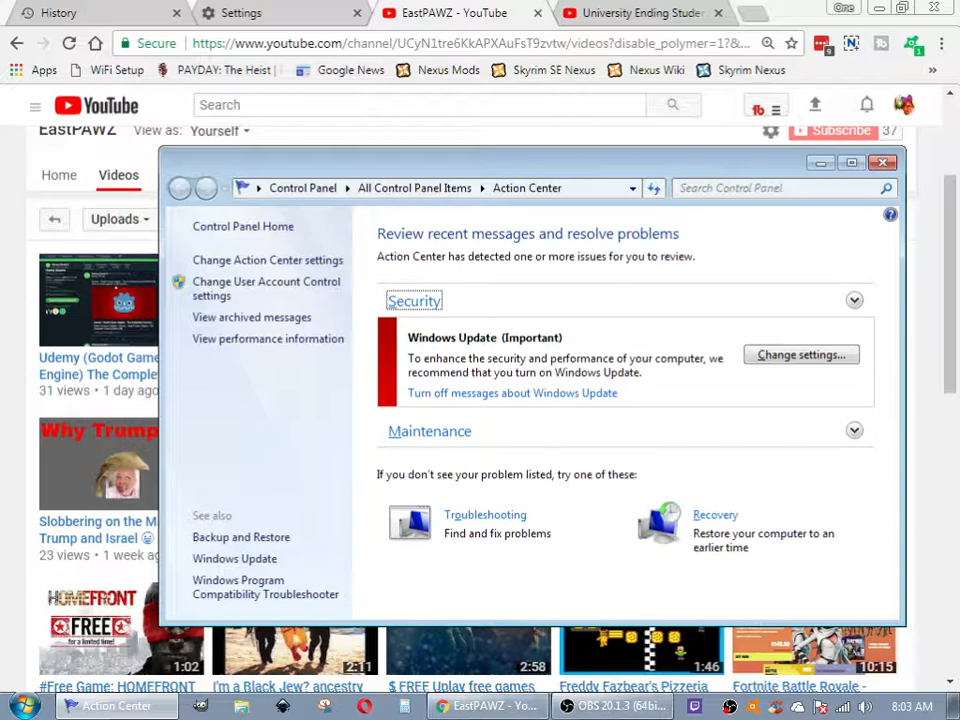 History
Settings
EastPAWZ - YouTube
University Ending Studen
One
Secure
https://www.youtube.com/channel/UCyN1tre6KkAPXAuFsT9zvtw/videos?disable_polymer=1?&...
9
1
Apps
WiFi Setup
PAYDAY: The Heist
Google News
Nexus Mods
Skyrim SE Nexus
Nexus Wiki
Skyrim Nexus
»
YouTube
Search
EastPAWZ
View as: Yourself
Subscribe 37
Home
Videos
Uploads
Udemy (Godot Game
Engine) The Complete
31 views • 1 day ago
Why Trump
Slobbering on the
Trump and Israel
23 views • 1 week ago
HOMEFRONT
FREE
for a limited time!
1:02
2:11
2:58
1:46
10:15
#Free Game: HOMEFRONT
I'm a Black Jew? ancestry
$ FREE Uplay free games
Freddy Fazbear's Pizzeria
Fortnite Battle Royale -
Control Panel
All Control Panel Items
Action Center
Search Control Panel
Control Panel Home
Change Action Center settings
Change User Account Control
settings
View archived messages
View performance information
See also
Backup and Restore
Windows Update
Windows Program
Compatibility Troubleshooter
Review recent messages and resolve problems
Action Center has detected one or more issues for you to review.
Security
Windows Update (Important)
To enhance the security and performance of your computer, we
recommend that you turn on Windows Update.
Change settings...
Turn off messages about Windows Update
Maintenance
If you don't see your problem listed, try one of these:
Troubleshooting
Find and fix problems
Recovery
Restore your computer to an
earlier time
Action Center
EastPAWZ - Yo...
OBS 20.1.3 (64bi...
8:03 AM